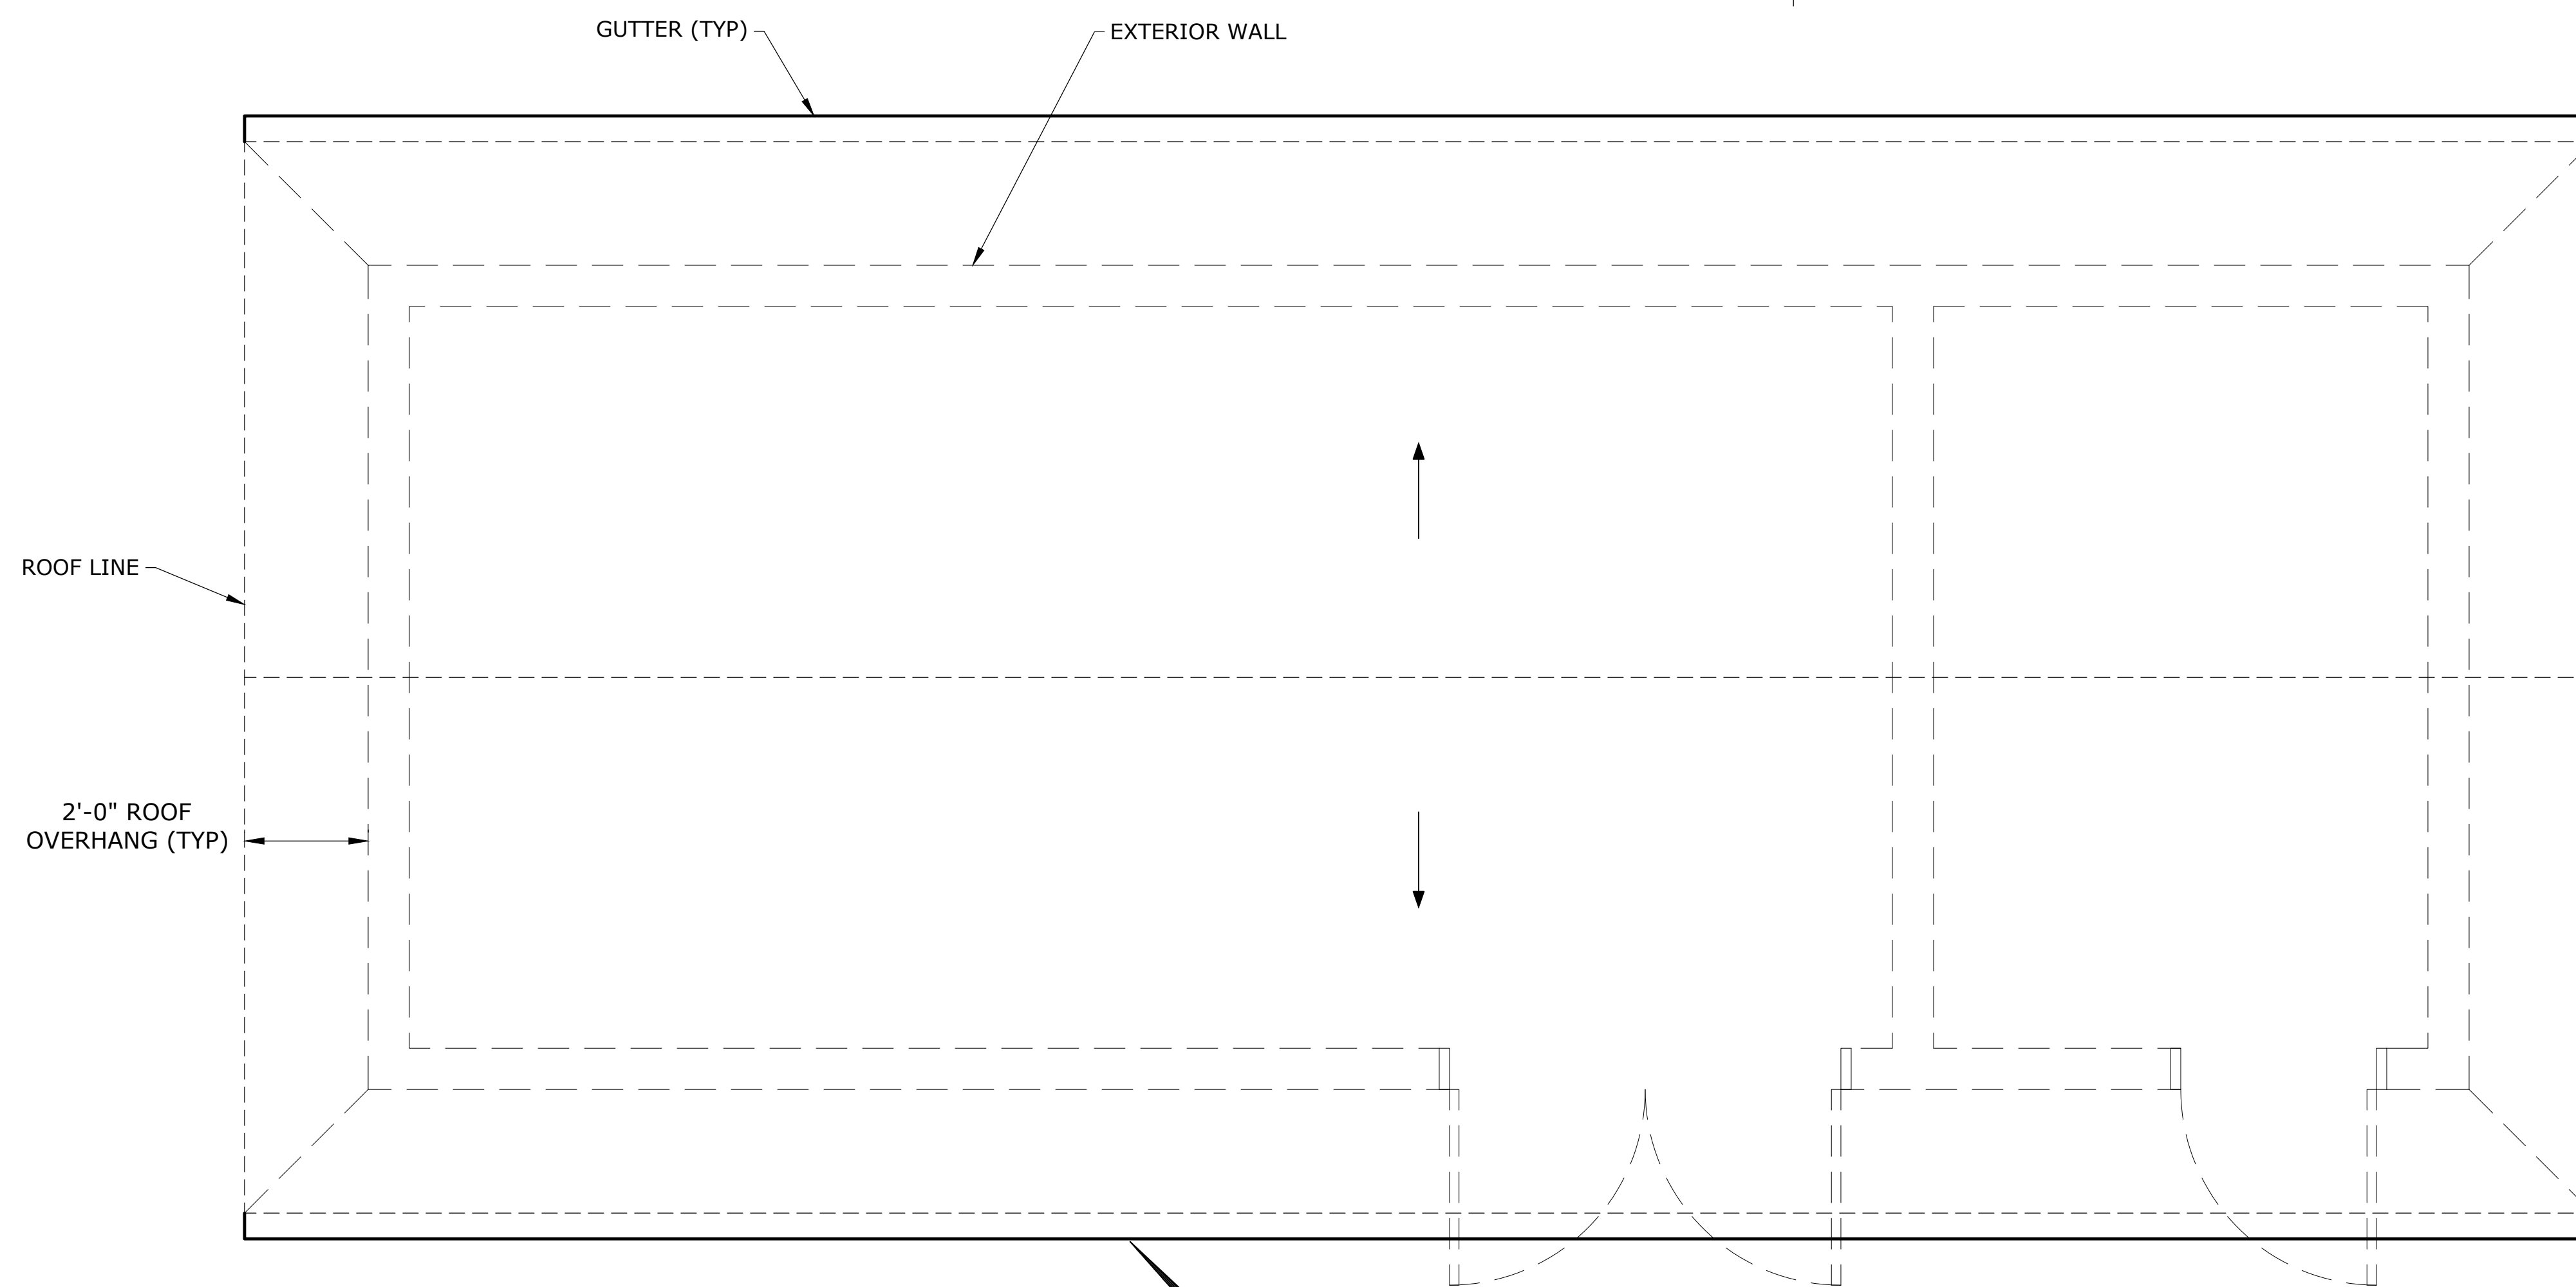 GUTTER (TYP)
EXTERIOR WALL
ROOF LINE
2'-0" ROOF
OVERHANG (TYP)